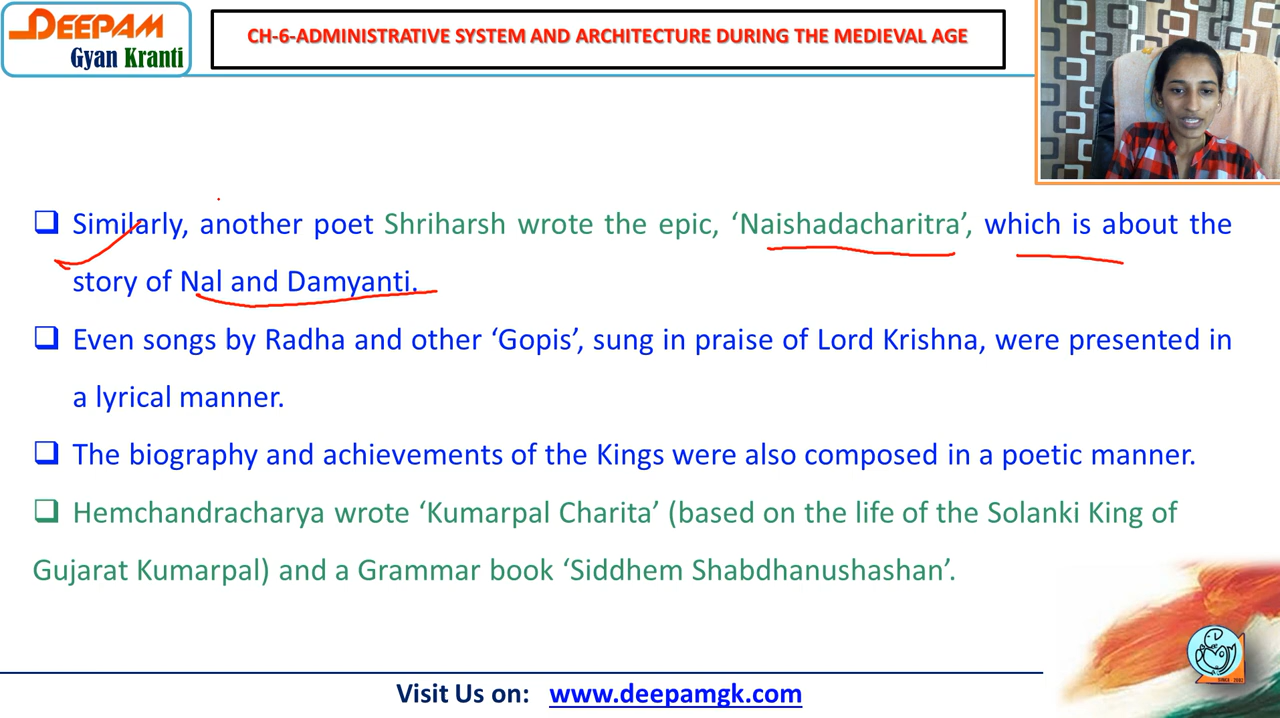 DEEPAM
Gyan Kranti
CH-6-ADMINISTRATIVE SYSTEM AND ARCHITECTURE DURING THE MEDIEVAL AGE
Similarly, another poet Shriharsh wrote the epic, ‘Naishadacharitra’, which is about the
story of Nal and Damyanti.
Even songs by Radha and other ‘Gopis’, sung in praise of Lord Krishna, were presented in
a lyrical manner.
The biography and achievements of the Kings were also composed in a poetic manner.
Hemchandracharya wrote ‘Kumarpal Charita’ (based on the life of the Solanki King of
Gujarat Kumarpal) and a Grammar book ‘Siddhem Shabdhanushashan’.
Visit Us on: www.deepamgk.com